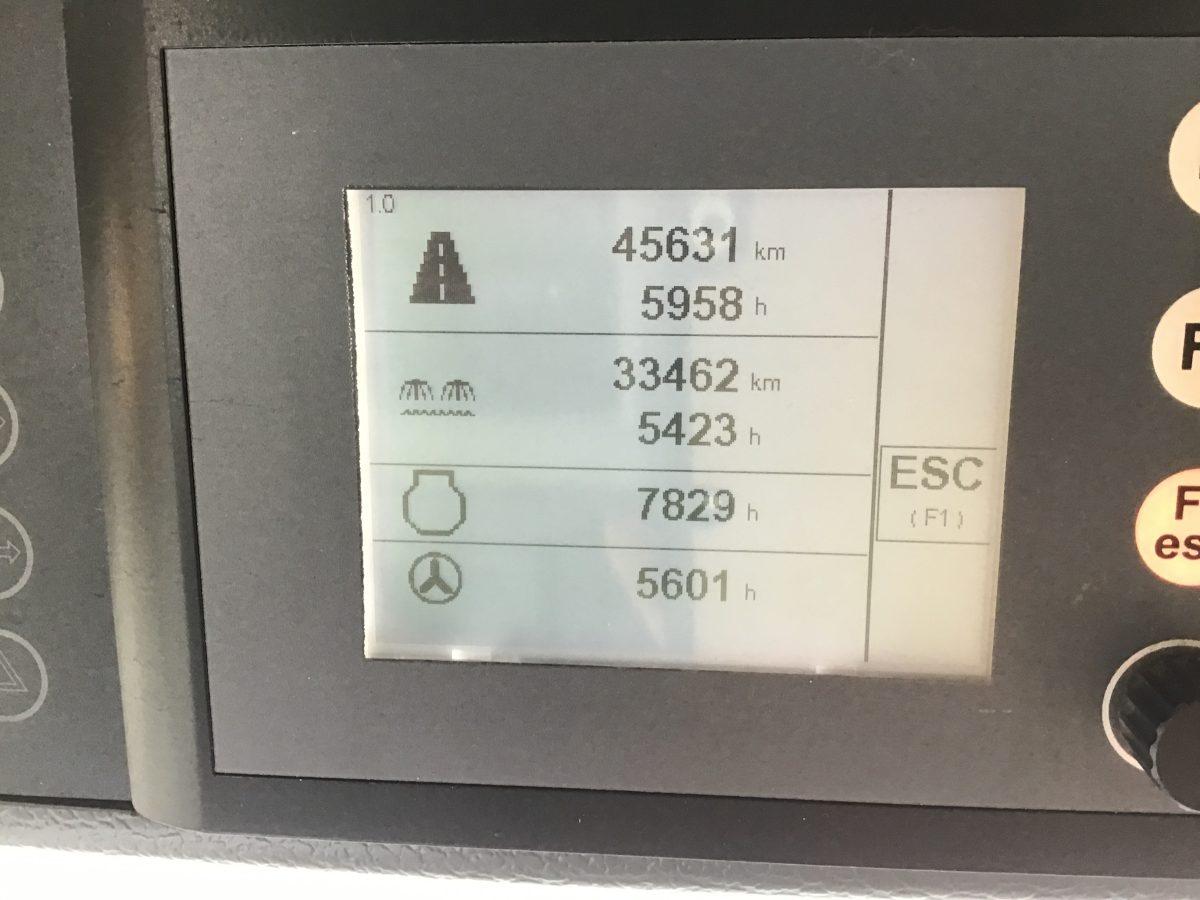 1.0
45631 km
5958 h
33462 km
5423 h
7829 h
5601 h
ESC
(F1)